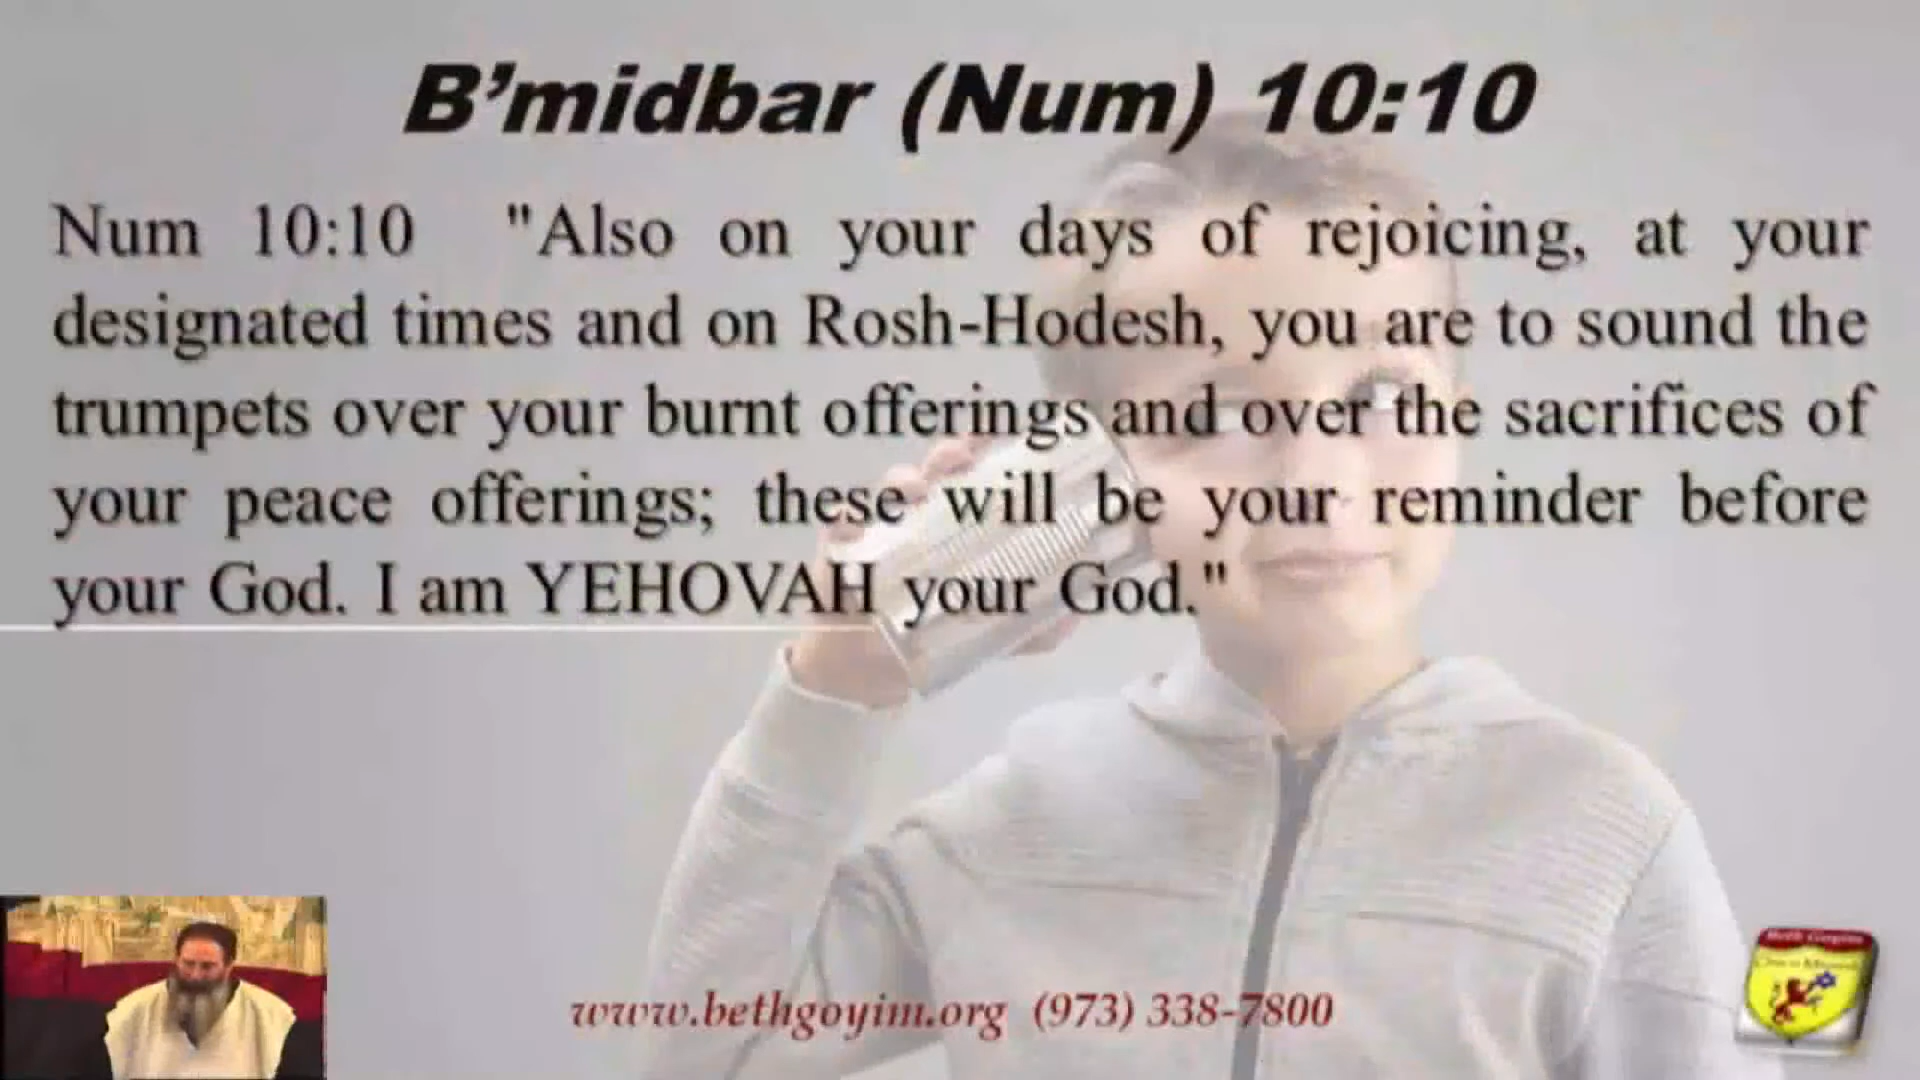 B'midbar (Num) 10:10
Num 10:10 "Also on your days of rejoicing, at your
designated times and on Rosh-Hodesh, you are to sound the
trumpets over your burnt offerings and over the sacrifices of
your peace offerings; these will be your reminder before
your God. I am YEHOVAH your God."
www.bethgoyim.org (973) 338-7800
Beth Goyim